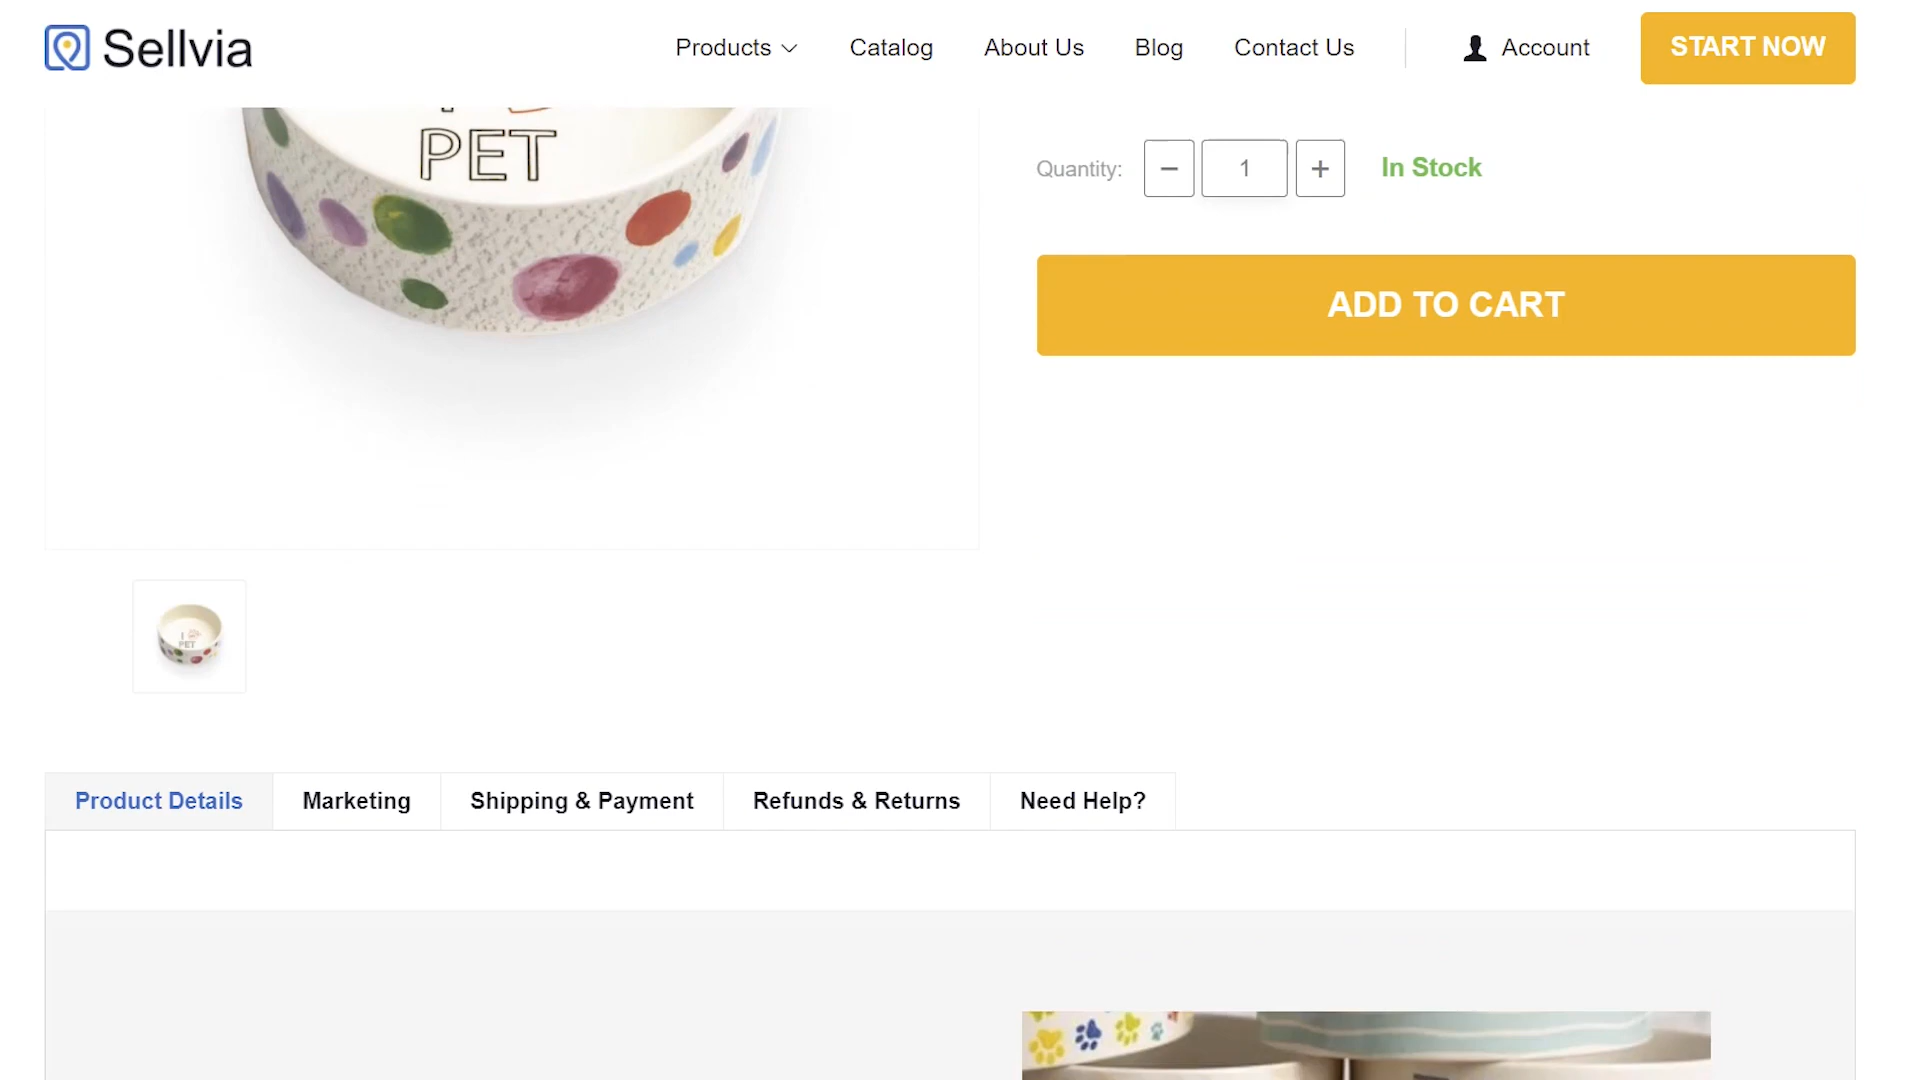 Sellvia
Products
Catalog
About Us
Blog
Contact Us
Account
START NOW
PET
Quantity:
1
In Stock
ADD TO CART
I
PET
Product Details
Marketing
Shipping & Payment
Refunds & Returns
Need Help?